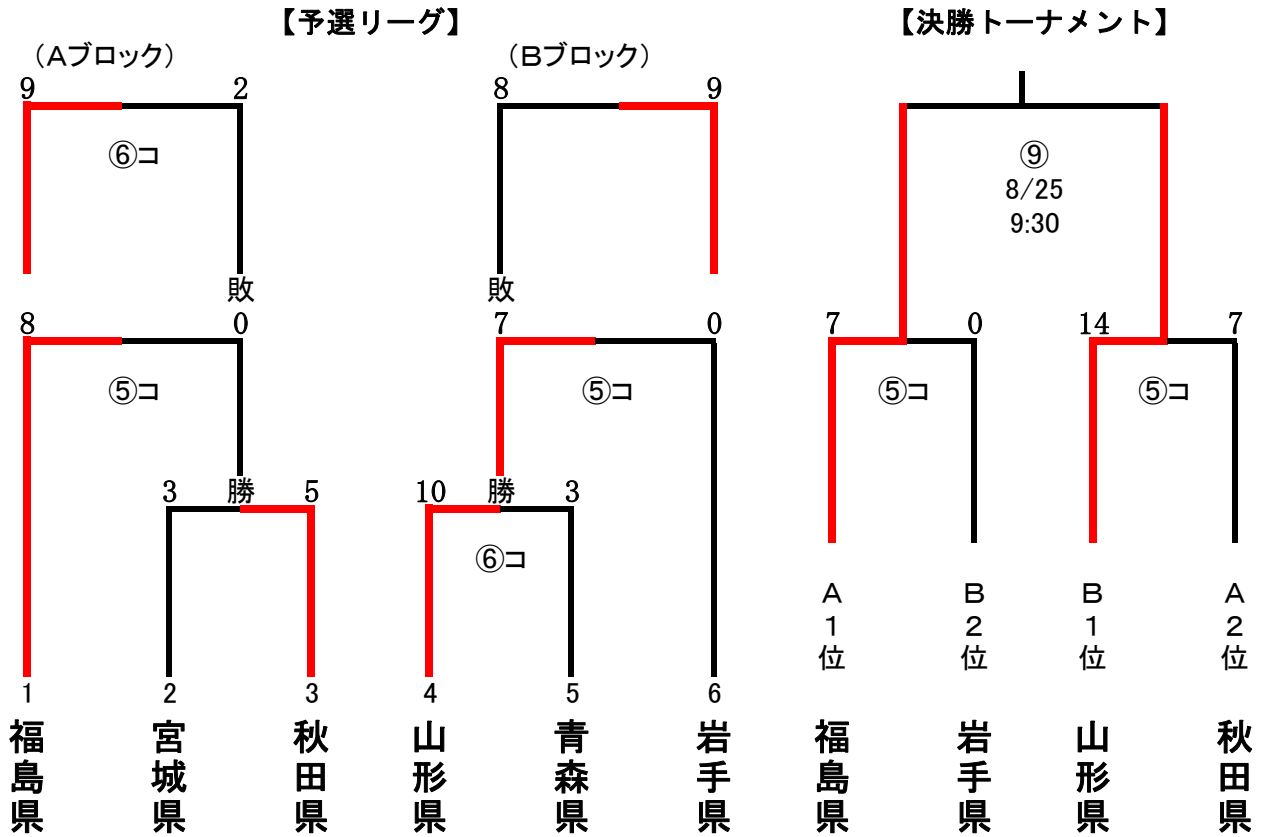 【予選リーグ】
【決勝トーナメント】
（Aブロック）
（Bブロック）
9 2
⑥コ
敗
8 0
⑤コ
3 勝 5
1 2 3
福島県
宮城県
秋田県
8 9
敗
7 0
⑤コ
10 勝 3
⑥コ
4 5 6
山形県
青森県
岩手県
⑨
8/25
9:30
7 0
⑤コ
14 7
⑤コ
A1位
B2位
B1位
A2位
福島県
岩手県
山形県
秋田県